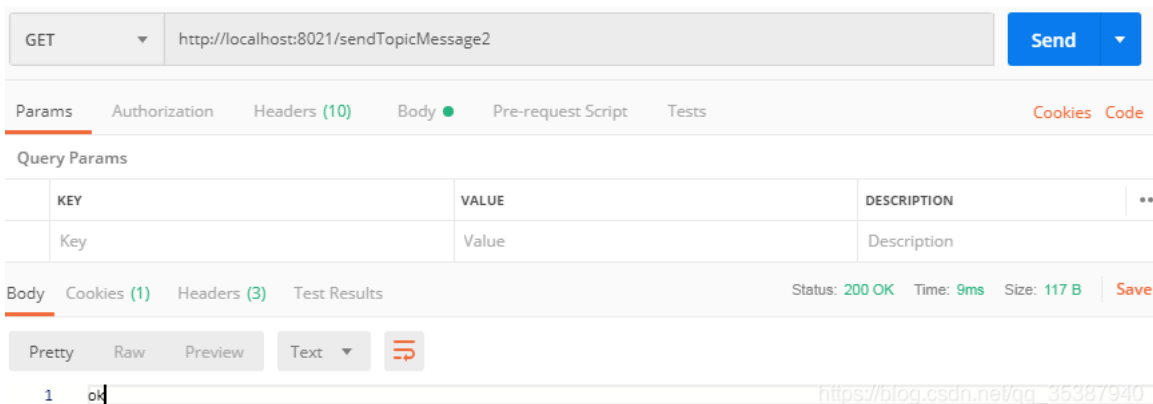 GET http://localhost:8021/sendTopicMessage2 Send
Params Authorization Headers (10) Body Pre-request Script Tests Cookies Code
Query Params
KEY VALUE DESCRIPTION
Key Value Description
Body Cookies (1) Headers (3) Test Results Status: 200 OK Time: 9ms Size: 117 B Save
Pretty Raw Preview Text
1 ok
https://blog.csdn.net/qq_35387940